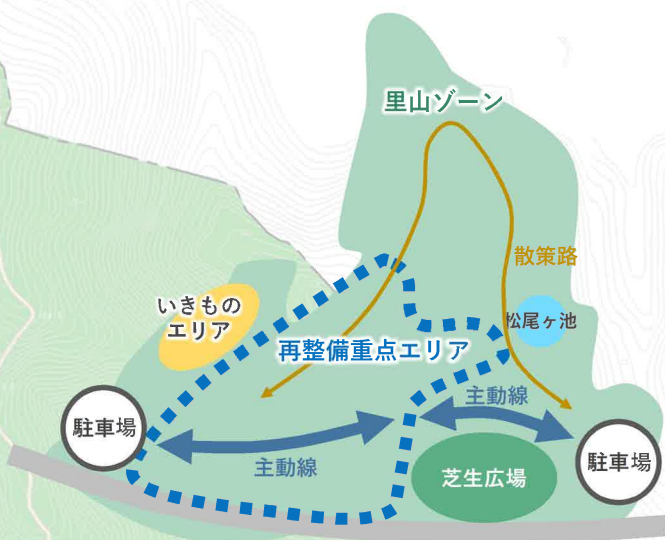 里山ゾーン
散策路
いきもの
エリア
松尾ヶ池
再整備重点エリア
主動線
駐車場
主動線
駐車場
芝生広場